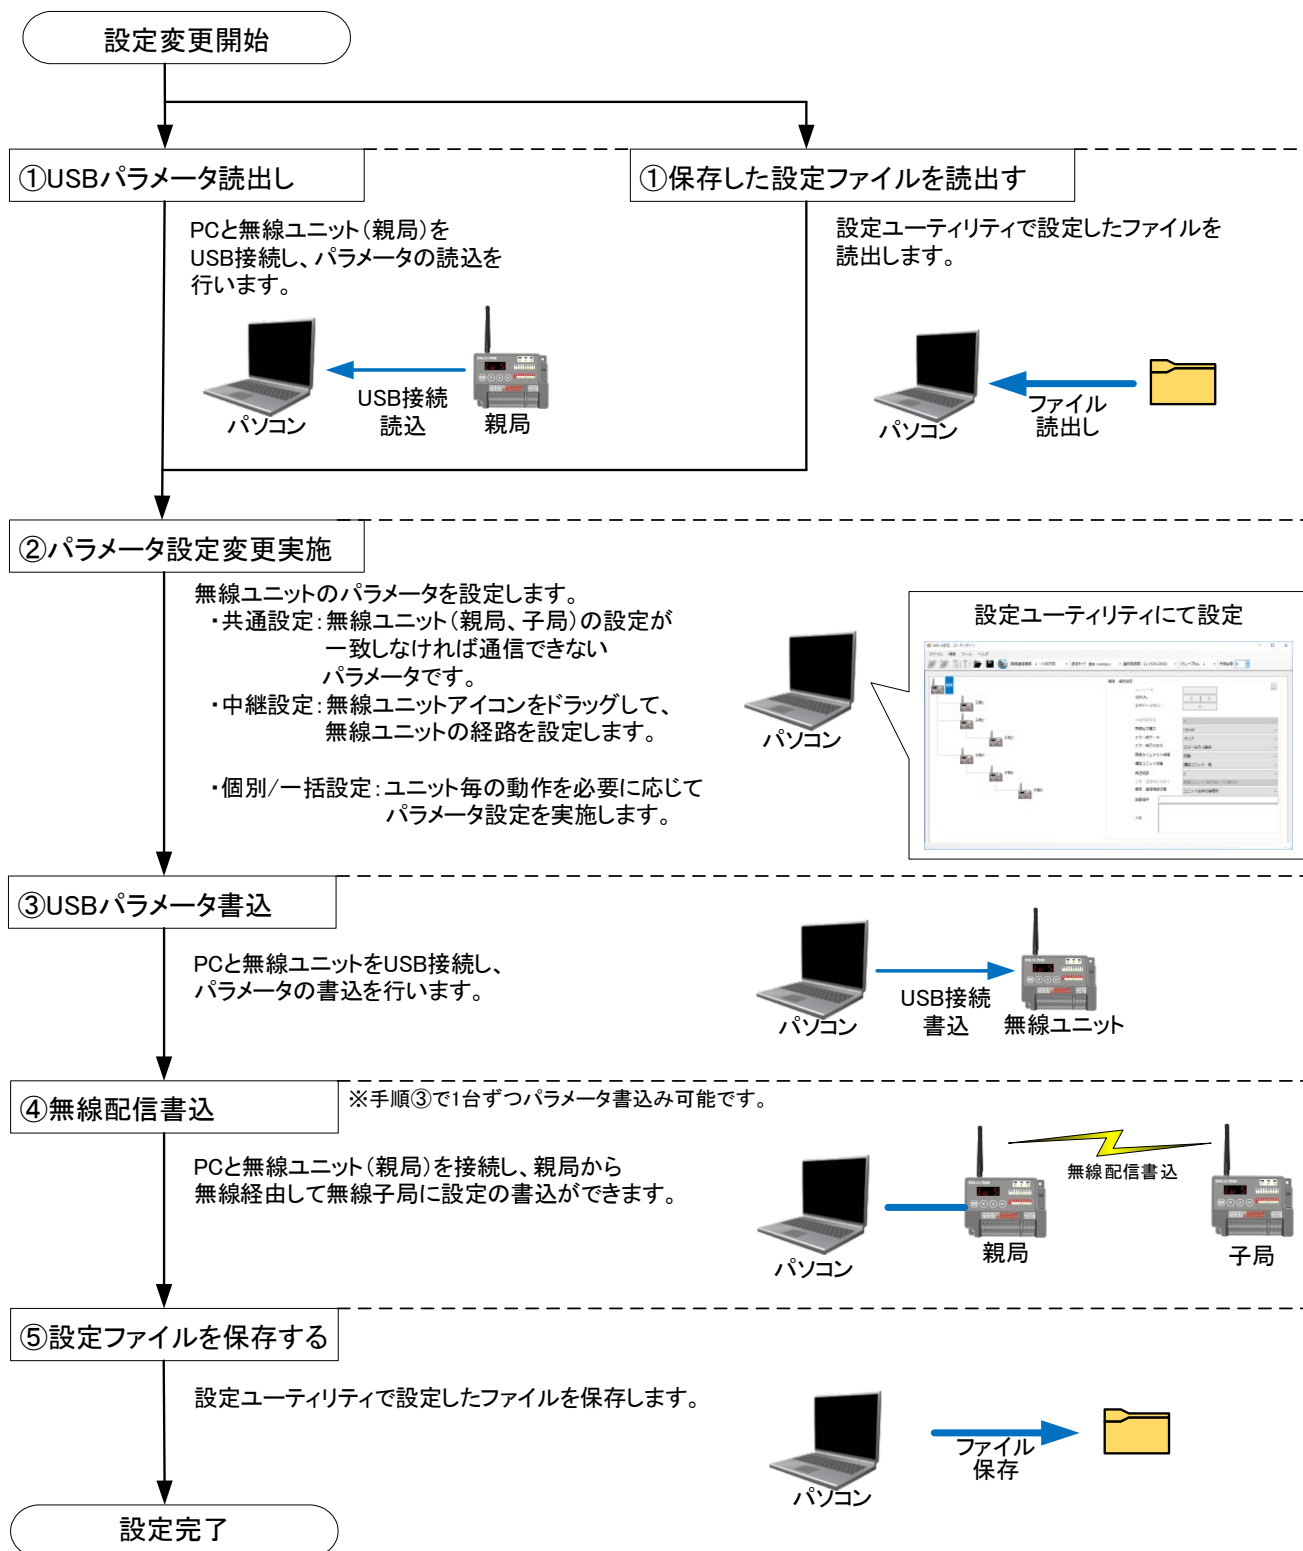 設定変更開始
①USBパラメータ読出し
①保存した設定ファイルを読出す
PCと無線ユニット(親局)を
USB接続し、パラメータの読込を
行います。
設定ユーティリティで設定したファイルを
読出します。
USB接続
読込
パソコン
親局
ファイル
読出し
パソコン
②パラメータ設定変更実施
無線ユニットのパラメータを設定します。
・共通設定:無線ユニット(親局、子局)の設定が
一致しなければ通信できない
パラメータです。
・中継設定:無線ユニットアイコンをドラッグして、
無線ユニットの経路を設定します。
・個別/一括設定:ユニット毎の動作を必要に応じて
パラメータ設定を実施します。
パソコン
設定ユーティリティにて設定
③USBパラメータ書込
PCと無線ユニットをUSB接続し、
パラメータの書込を行います。
USB接続
書込
パソコン
無線ユニット
④無線配信書込
※手順③で1台ずつパラメータ書込み可能です。
PCと無線ユニット(親局)を接続し、親局から
無線経由して無線子局に設定の書込ができます。
無線配信書込
パソコン
親局
子局
⑤設定ファイルを保存する
設定ユーティリティで設定したファイルを保存します。
ファイル
保存
パソコン
設定完了